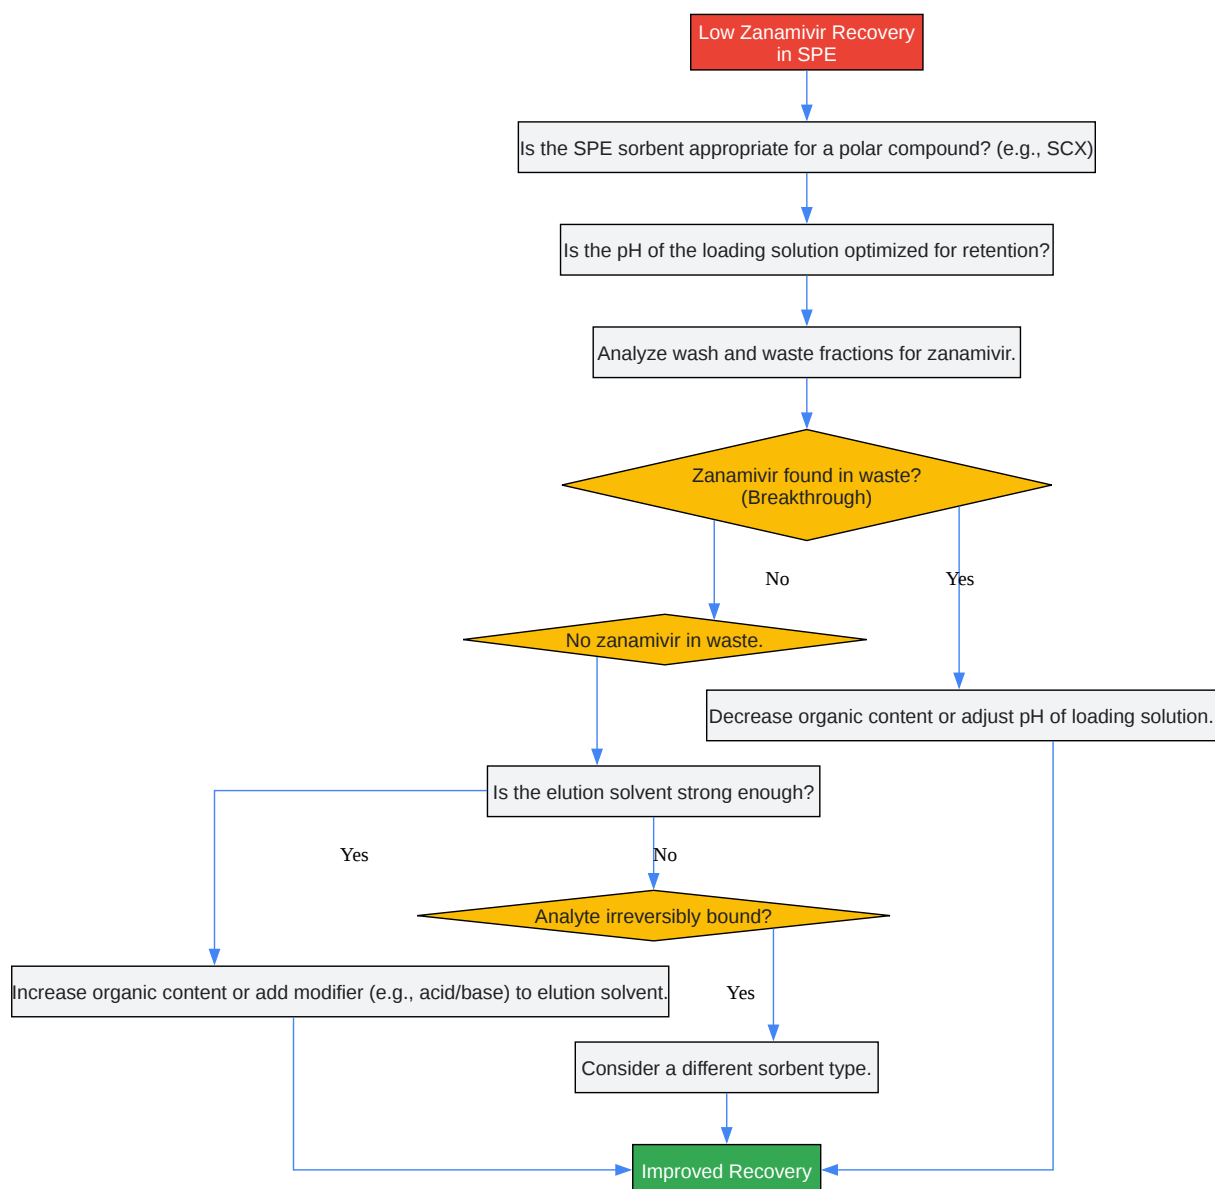 Low Zanamivir Recovery
in SPE
Is the SPE sorbent appropriate for a polar compound? (e.g., SCX)
Is the pH of the loading solution optimized for retention?
Analyze wash and waste fractions for zanamivir.
Zanamivir found in waste?
(Breakthrough)
No
Yes
No zanamivir in waste.
Decrease organic content or adjust pH of loading solution.
Is the elution solvent strong enough?
Yes
No
Analyte irreversibly bound?
Increase organic content or add modifier (e.g., acid/base) to elution solvent.
Yes
Consider a different sorbent type.
Improved Recovery